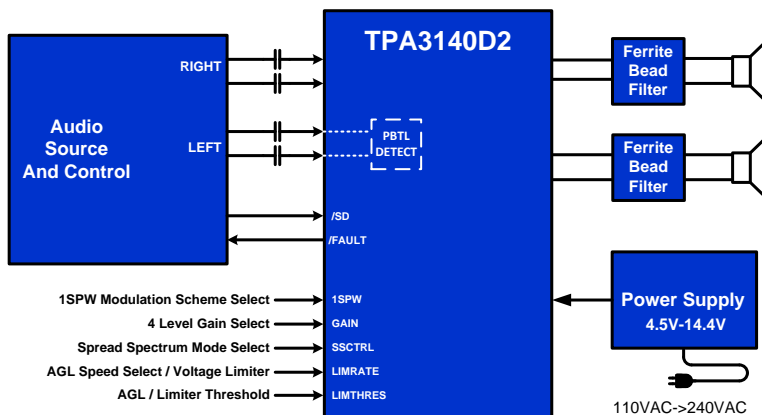 TPA3140D2
RIGHT
LEFT
Audio
Source
And Control
PBTL
DETECT
/SD
/FAULT
Ferrite
Bead
Filter
Ferrite
Bead
Filter
1SPW Modulation Scheme Select
1SPW
4 Level Gain Select
GAIN
Spread Spectrum Mode Select
SSCTRL
AGL Speed Select / Voltage Limiter
LIMRATE
AGL / Limiter Threshold
LIMTHRES
Power Supply
4.5V-14.4V
110VAC->240VAC